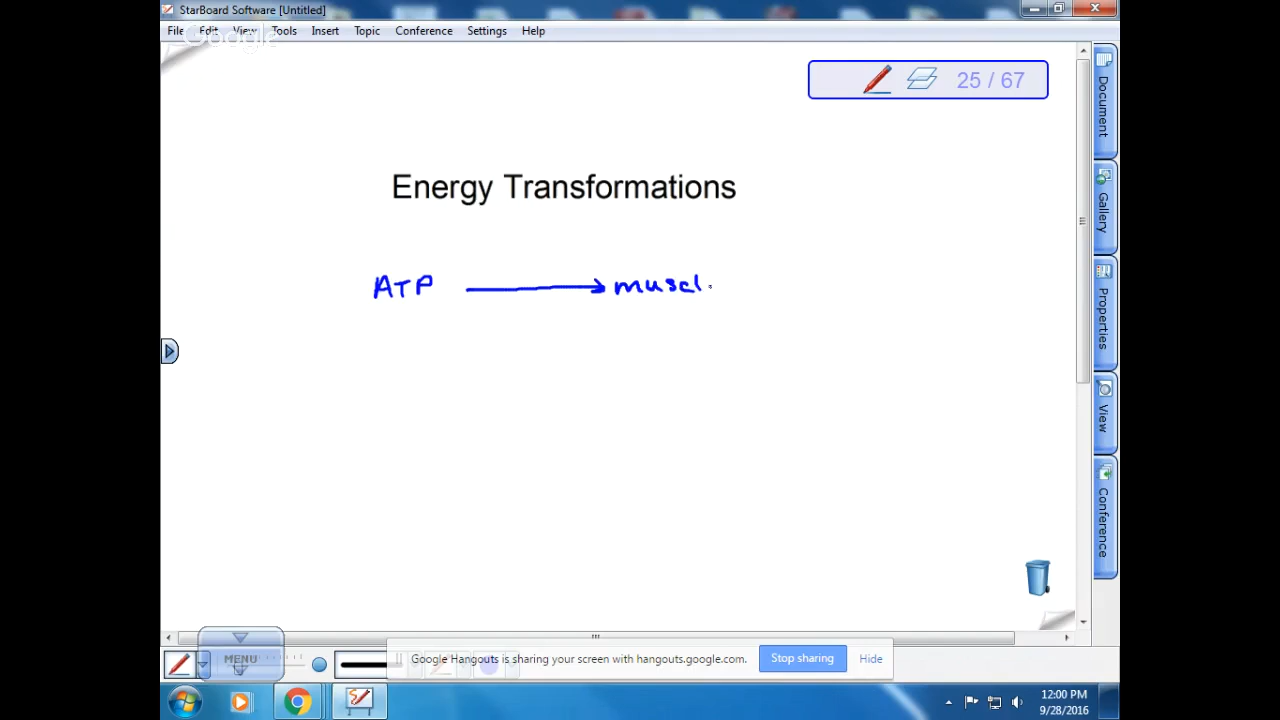 StarBoard Software [Untitled]
File Edit View Tools Insert Topic Conference Settings Help
Google
25 / 67
Document
Gallery
Properties
View
Conference
Energy Transformations
ATP → muscl
MENU
Google Hangouts is sharing your screen with hangouts.google.com.
Stop sharing
Hide
12:00 PM
9/28/2016